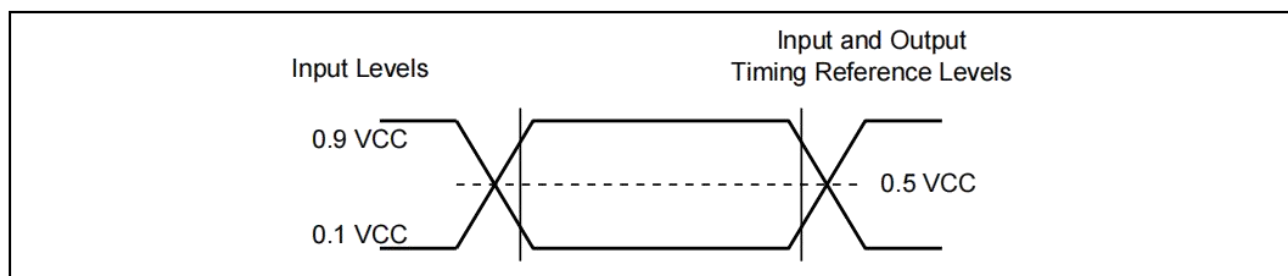 Input Levels
Input and Output
Timing Reference Levels
0.9 VCC
0.5 VCC
0.1 VCC